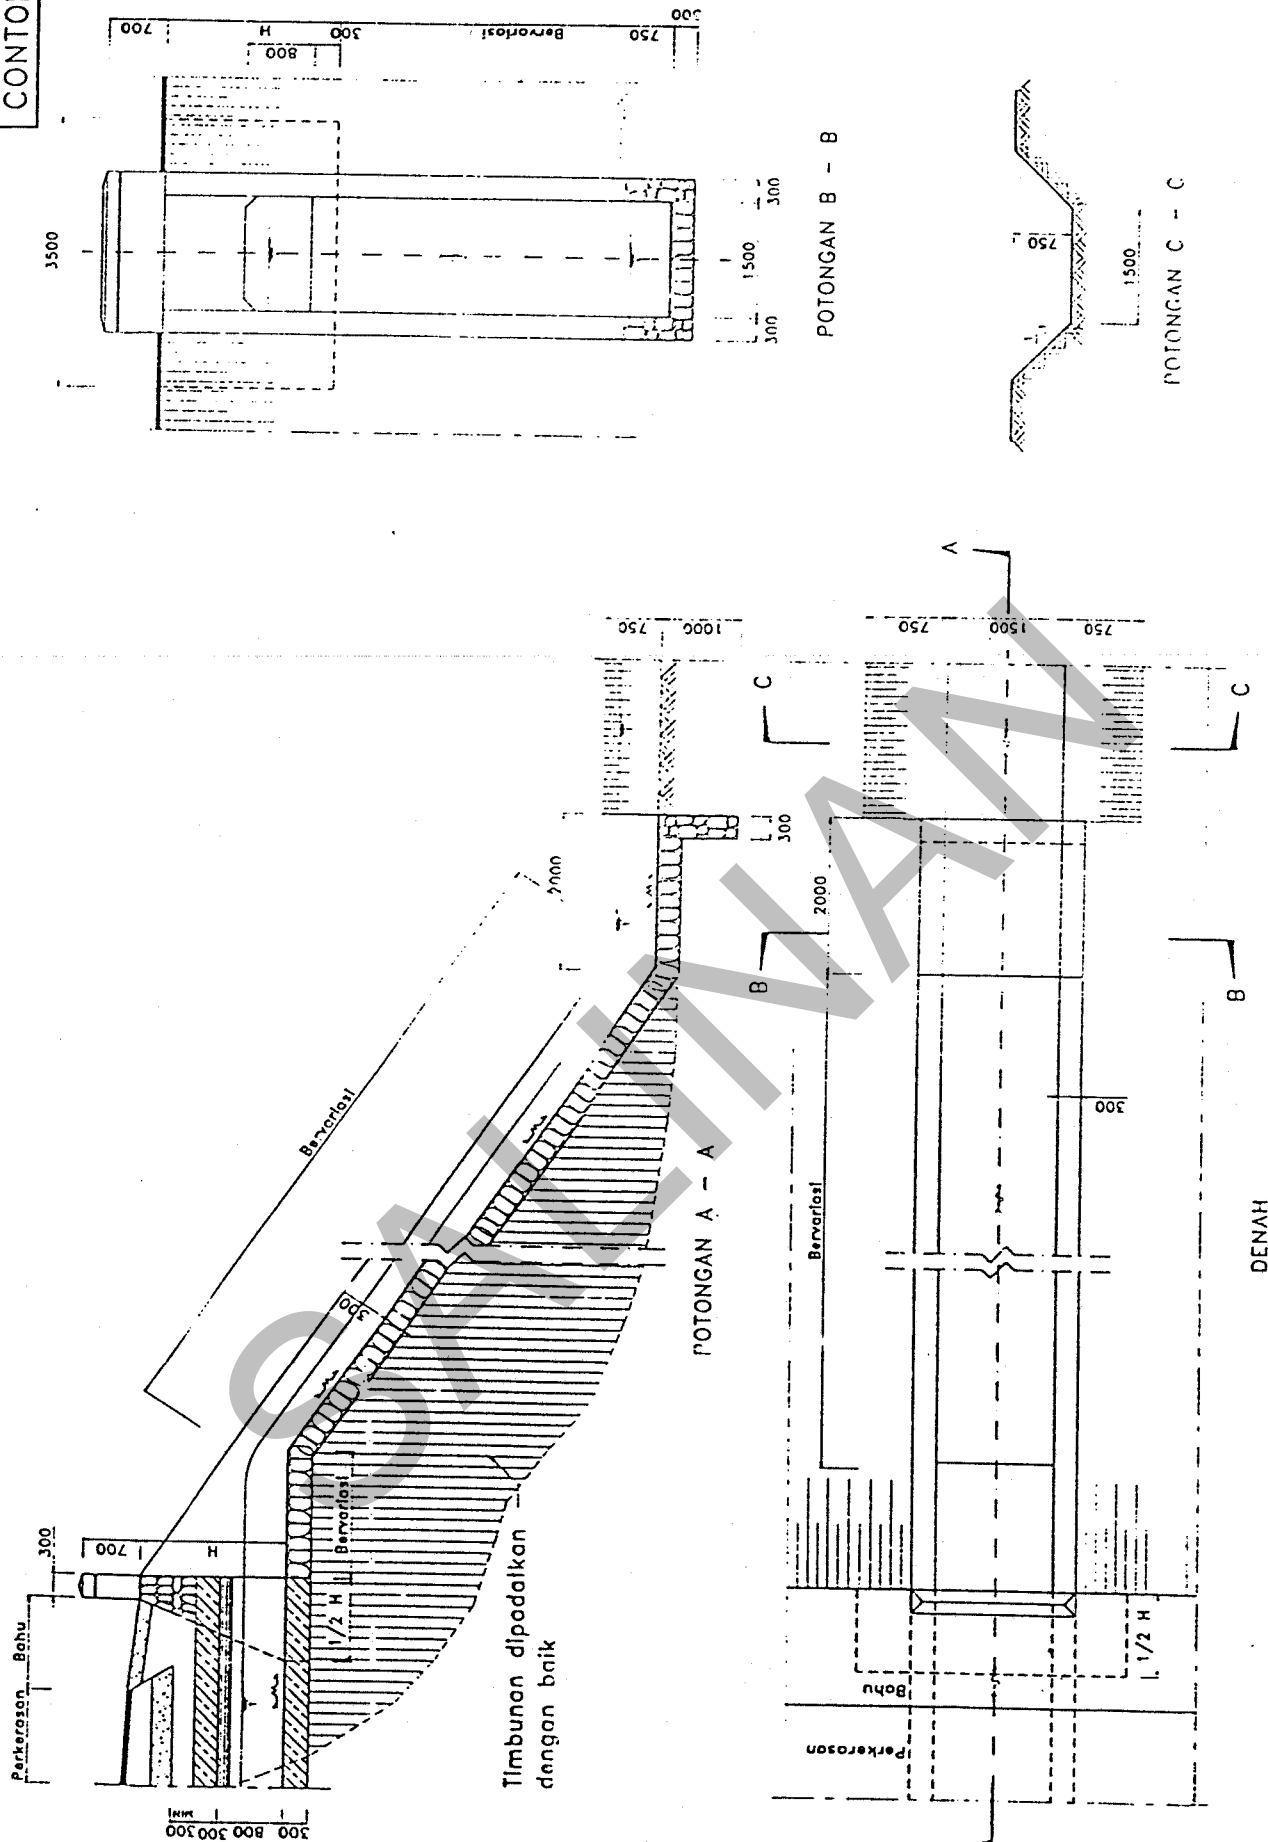 CONTO
3500
700
H
800
300
Bervariasi
750
300
300
1500
300
POTONGAN B - B
750
1500
POTONGAN C - C
Perkerasan
Bahu
300
700
H
Bervariasi
300
2000
750
1000
300
1/2 H
Bervariasi
300
800
300
300
MIN
Timbunan dipadatkan
dengan baik
POTONGAN A - A
A
C
C
B
B
750
1500
750
2000
Bervariasi
300
1/2 H
Bahu
Perkerasan
DENAH
SALINAN